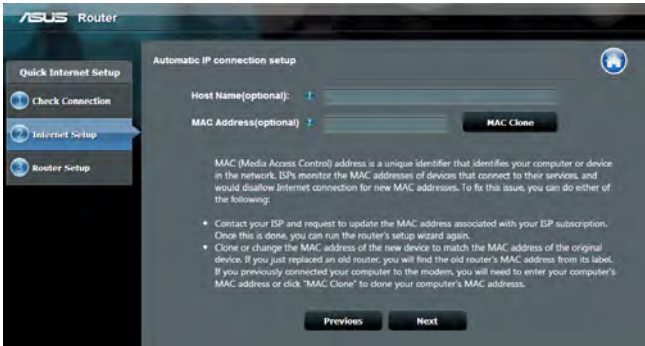 ASUS Router
Quick Internet Setup
1 Check Connection
2 Internet Setup
3 Router Setup
Automatic IP connection setup
Host Name(optional):
MAC Address(optional)
MAC Clone
MAC (Media Access Control) address is a unique identifier that identifies your computer or device
in the network. ISPs monitor the MAC addresses of devices that connect to their services, and
would disallow Internet connection for new MAC addresses. To fix this issue, you can do either of
the following:
• Contact your ISP and request to update the MAC address associated with your ISP subscription.
Once this is done, you can run the router's setup wizard again.
• Clone or change the MAC address of the new device to match the MAC address of the original
device. If you just replaced an old router, you will find the old router's MAC address from its label.
If you previously connected your computer to the modem, you will need to enter your computer's
MAC address or click "MAC Clone" to clone your computer's MAC addresss.
Previous
Next